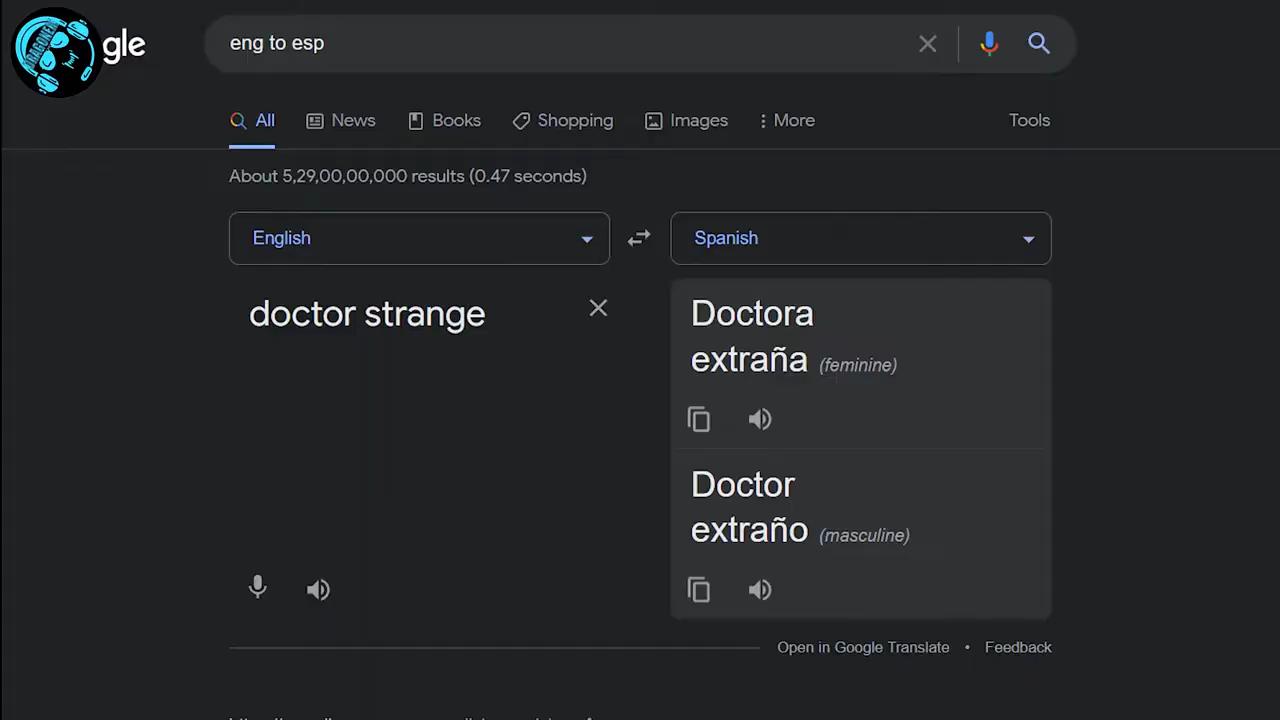 gle
eng to esp
All News Books Shopping Images More Tools
About 5,29,00,00,000 results (0.47 seconds)
English Spanish
doctor strange
Doctora
extraña (feminine)
Doctor
extraño (masculine)
Open in Google Translate • Feedback